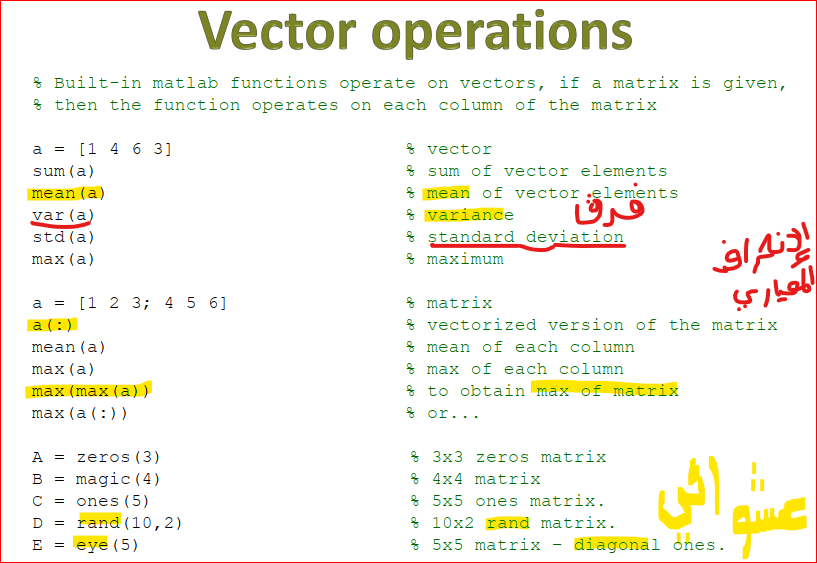 Vector operations
% Built-in matlab functions operate on vectors, if a matrix is given,
% then the function operates on each column of the matrix
a = [1 4 6 3] % vector
sum(a) % sum of vector elements
mean(a) % mean of vector elements
var(a) % variance فرق
std(a) % standard deviation
الإنحراف
المعياري
max(a) % maximum
a = [1 2 3; 4 5 6] % matrix
a(:) % vectorized version of the matrix
mean(a) % mean of each column
max(a) % max of each column
max(max(a)) % to obtain max of matrix
max(a(:)) % or...
A = zeros(3) % 3x3 zeros matrix
B = magic(4) % 4x4 matrix
C = ones(5) % 5x5 ones matrix.
D = rand(10,2) % 10x2 rand matrix.
عشوائي
E = eye(5) % 5x5 matrix - diagonal ones.